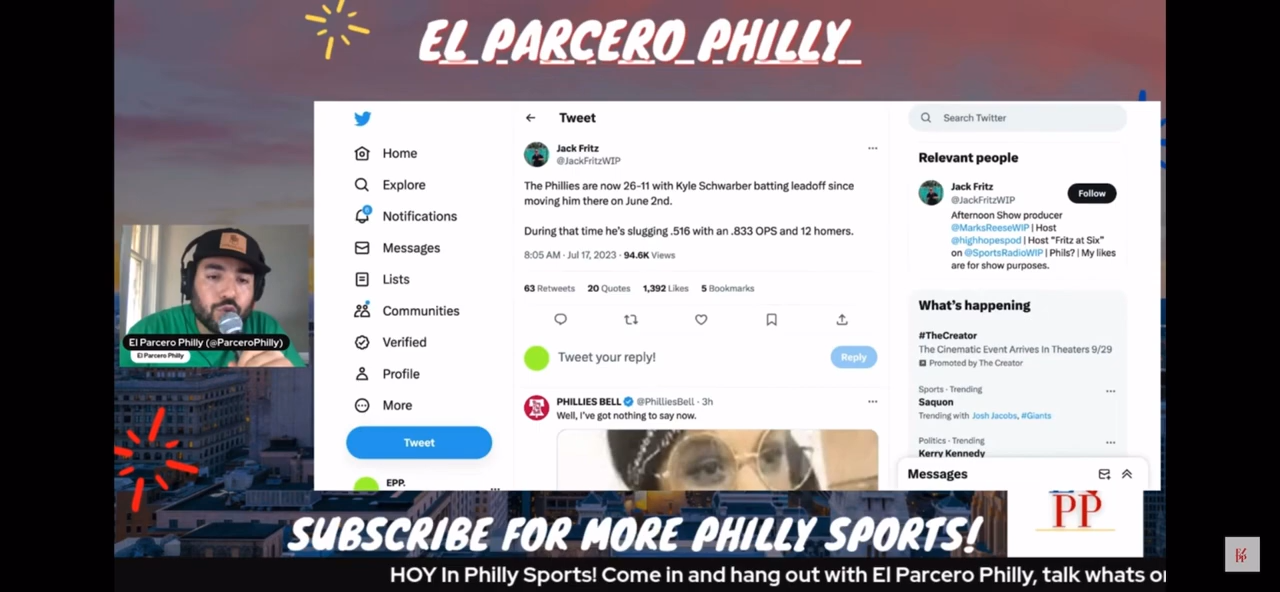 EL PARCERO PHILLY
Home
Explore
6
Notifications
Messages
Lists
Communities
Verified
Profile
More
Tweet
EPP.
Tweet
Jack Fritz
@JackFritzWIP
The Phillies are now 26-11 with Kyle Schwarber batting leadoff since
moving him there on June 2nd.
During that time he's slugging .516 with an .833 OPS and 12 homers.
8:05 AM · Jul 17, 2023 · 94.6K Views
63 Retweets 20 Quotes 1,392 Likes 5 Bookmarks
Tweet your reply!
Reply
PHILLIES BELL @PhilliesBell · 3h
Well, I've got nothing to say now.
Search Twitter
Relevant people
Jack Fritz
@JackFritzWIP
Follow
Afternoon Show producer
@MarksReeseWIP | Host
@highhopespod | Host "Fritz at Six"
on @SportsRadioWIP | Phils? | My likes
are for show purposes.
What's happening
#TheCreator
The Cinematic Event Arrives In Theaters 9/29
Promoted by The Creator
Sports · Trending
Saquon
Trending with Josh Jacobs, #Giants
Politics · Trending
Kerry Kennedy
Messages
El Parcero Philly (@ParceroPhilly)
El Parcero Philly
SUBSCRIBE FOR MORE PHILLY SPORTS!
PP
HOY In Philly Sports! Come in and hang out with El Parcero Philly, talk whats